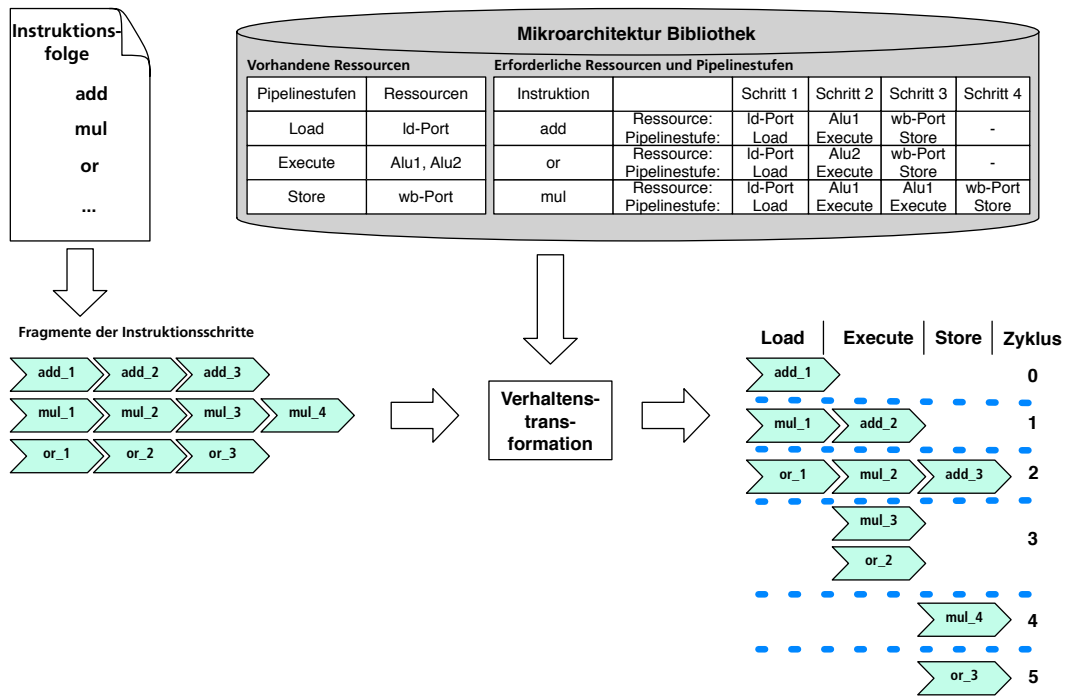 Instruktions-
folge
add
mul
or
...
Mikroarchitektur Bibliothek
Vorhandene Ressourcen
Pipelinestufen Ressourcen
Load ld-Port
Execute Alu1, Alu2
Store wb-Port
Erforderliche Ressourcen und Pipelinestufen
Instruktion Schritt 1 Schritt 2 Schritt 3 Schritt 4
add Ressource: ld-Port Alu1 wb-Port -
Pipelinestufe: Load Execute Store
or Ressource: ld-Port Alu2 wb-Port -
Pipelinestufe: Load Execute Store
mul Ressource: ld-Port Alu1 Alu1 wb-Port
Pipelinestufe: Load Execute Execute Store
Fragmente der Instruktionsschritte
add_1 add_2 add_3
mul_1 mul_2 mul_3 mul_4
or_1 or_2 or_3
Verhaltens-
trans-
formation
Load Execute Store Zyklus
add_1 0
mul_1 add_2 1
or_1 mul_2 add_3 2
mul_3
or_2 3
mul_4 4
or_3 5